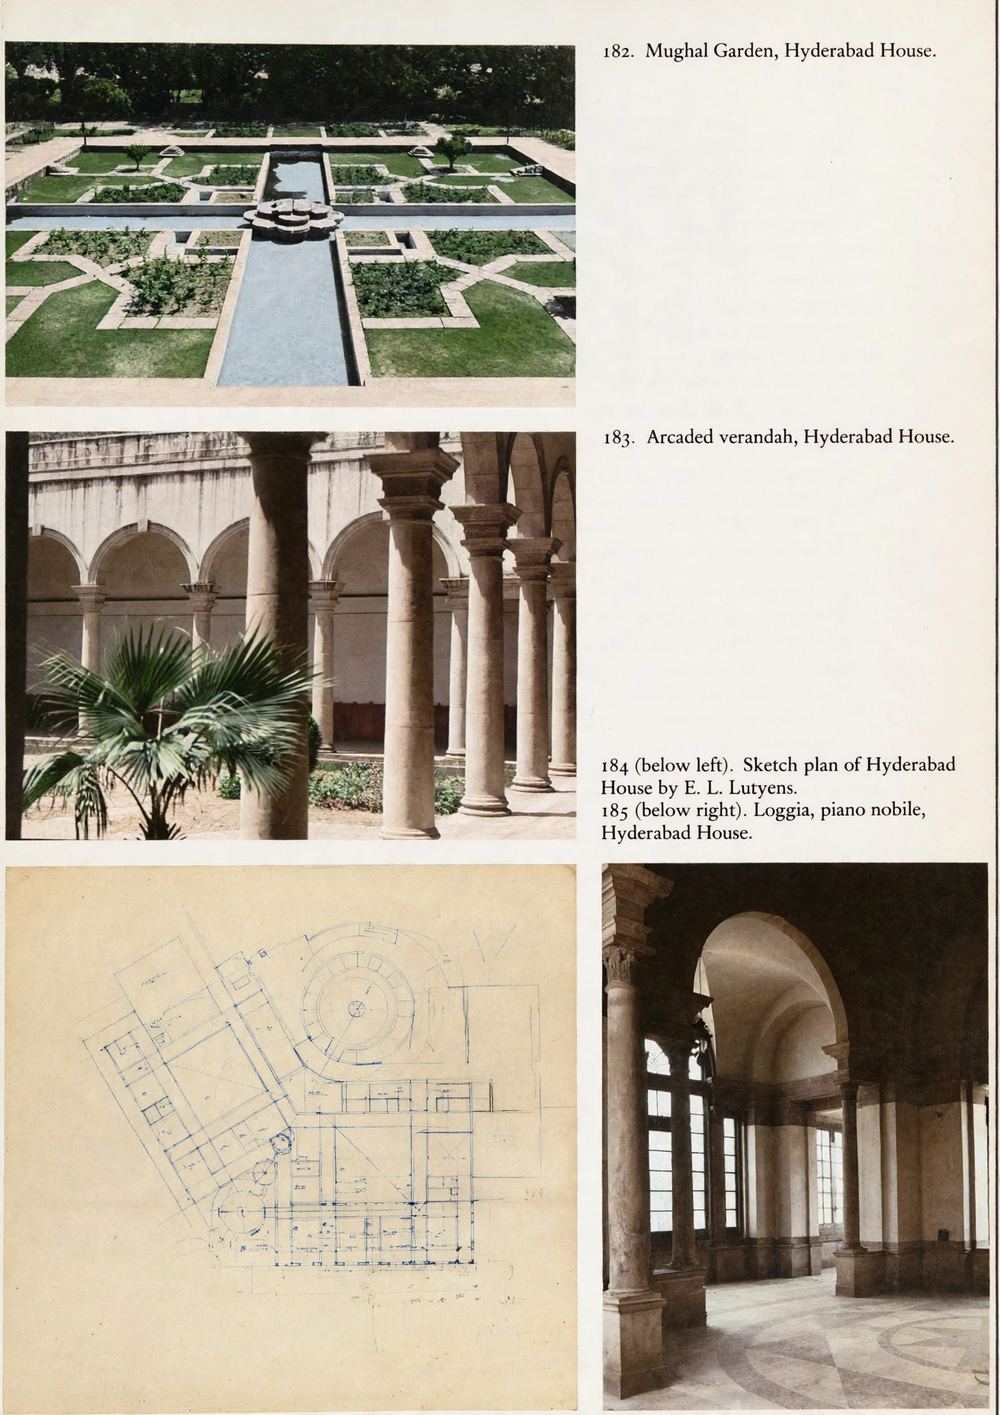 182. Mughal Garden, Hyderabad House.
183. Arcaded verandah, Hyderabad House.
184 (below left). Sketch plan of Hyderabad
House by E. L. Lutyens.
185 (below right). Loggia, piano nobile,
Hyderabad House.